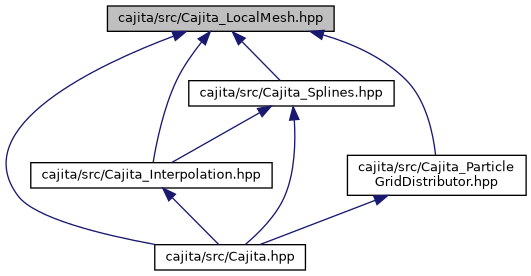 cajita/src/Cajita_LocalMesh.hpp
cajita/src/Cajita_Splines.hpp
cajita/src/Cajita_Interpolation.hpp
cajita/src/Cajita_Particle
GridDistributor.hpp
cajita/src/Cajita.hpp